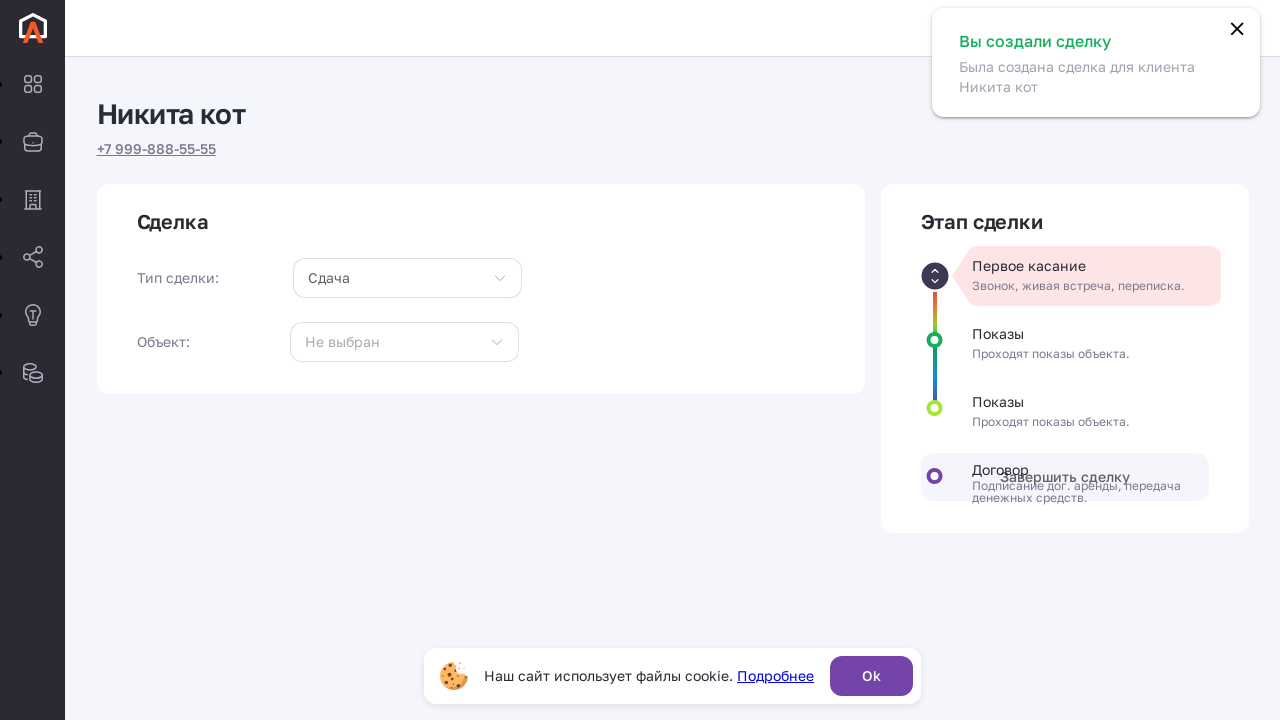 Вы создали сделку
Была создана сделка для клиента
Никита кот
Никита кот
+7 999-888-55-55
Сделка
Тип сделки:
Сдача
Объект:
Не выбран
Этап сделки
Первое касание
Звонок, живая встреча, переписка.
Показы
Проходят показы объекта.
Показы
Проходят показы объекта.
Договор
Завершить сделку
Подписание дог. аренды, передача
денежных средств.
Наш сайт использует файлы cookie. Подробнее
Ok